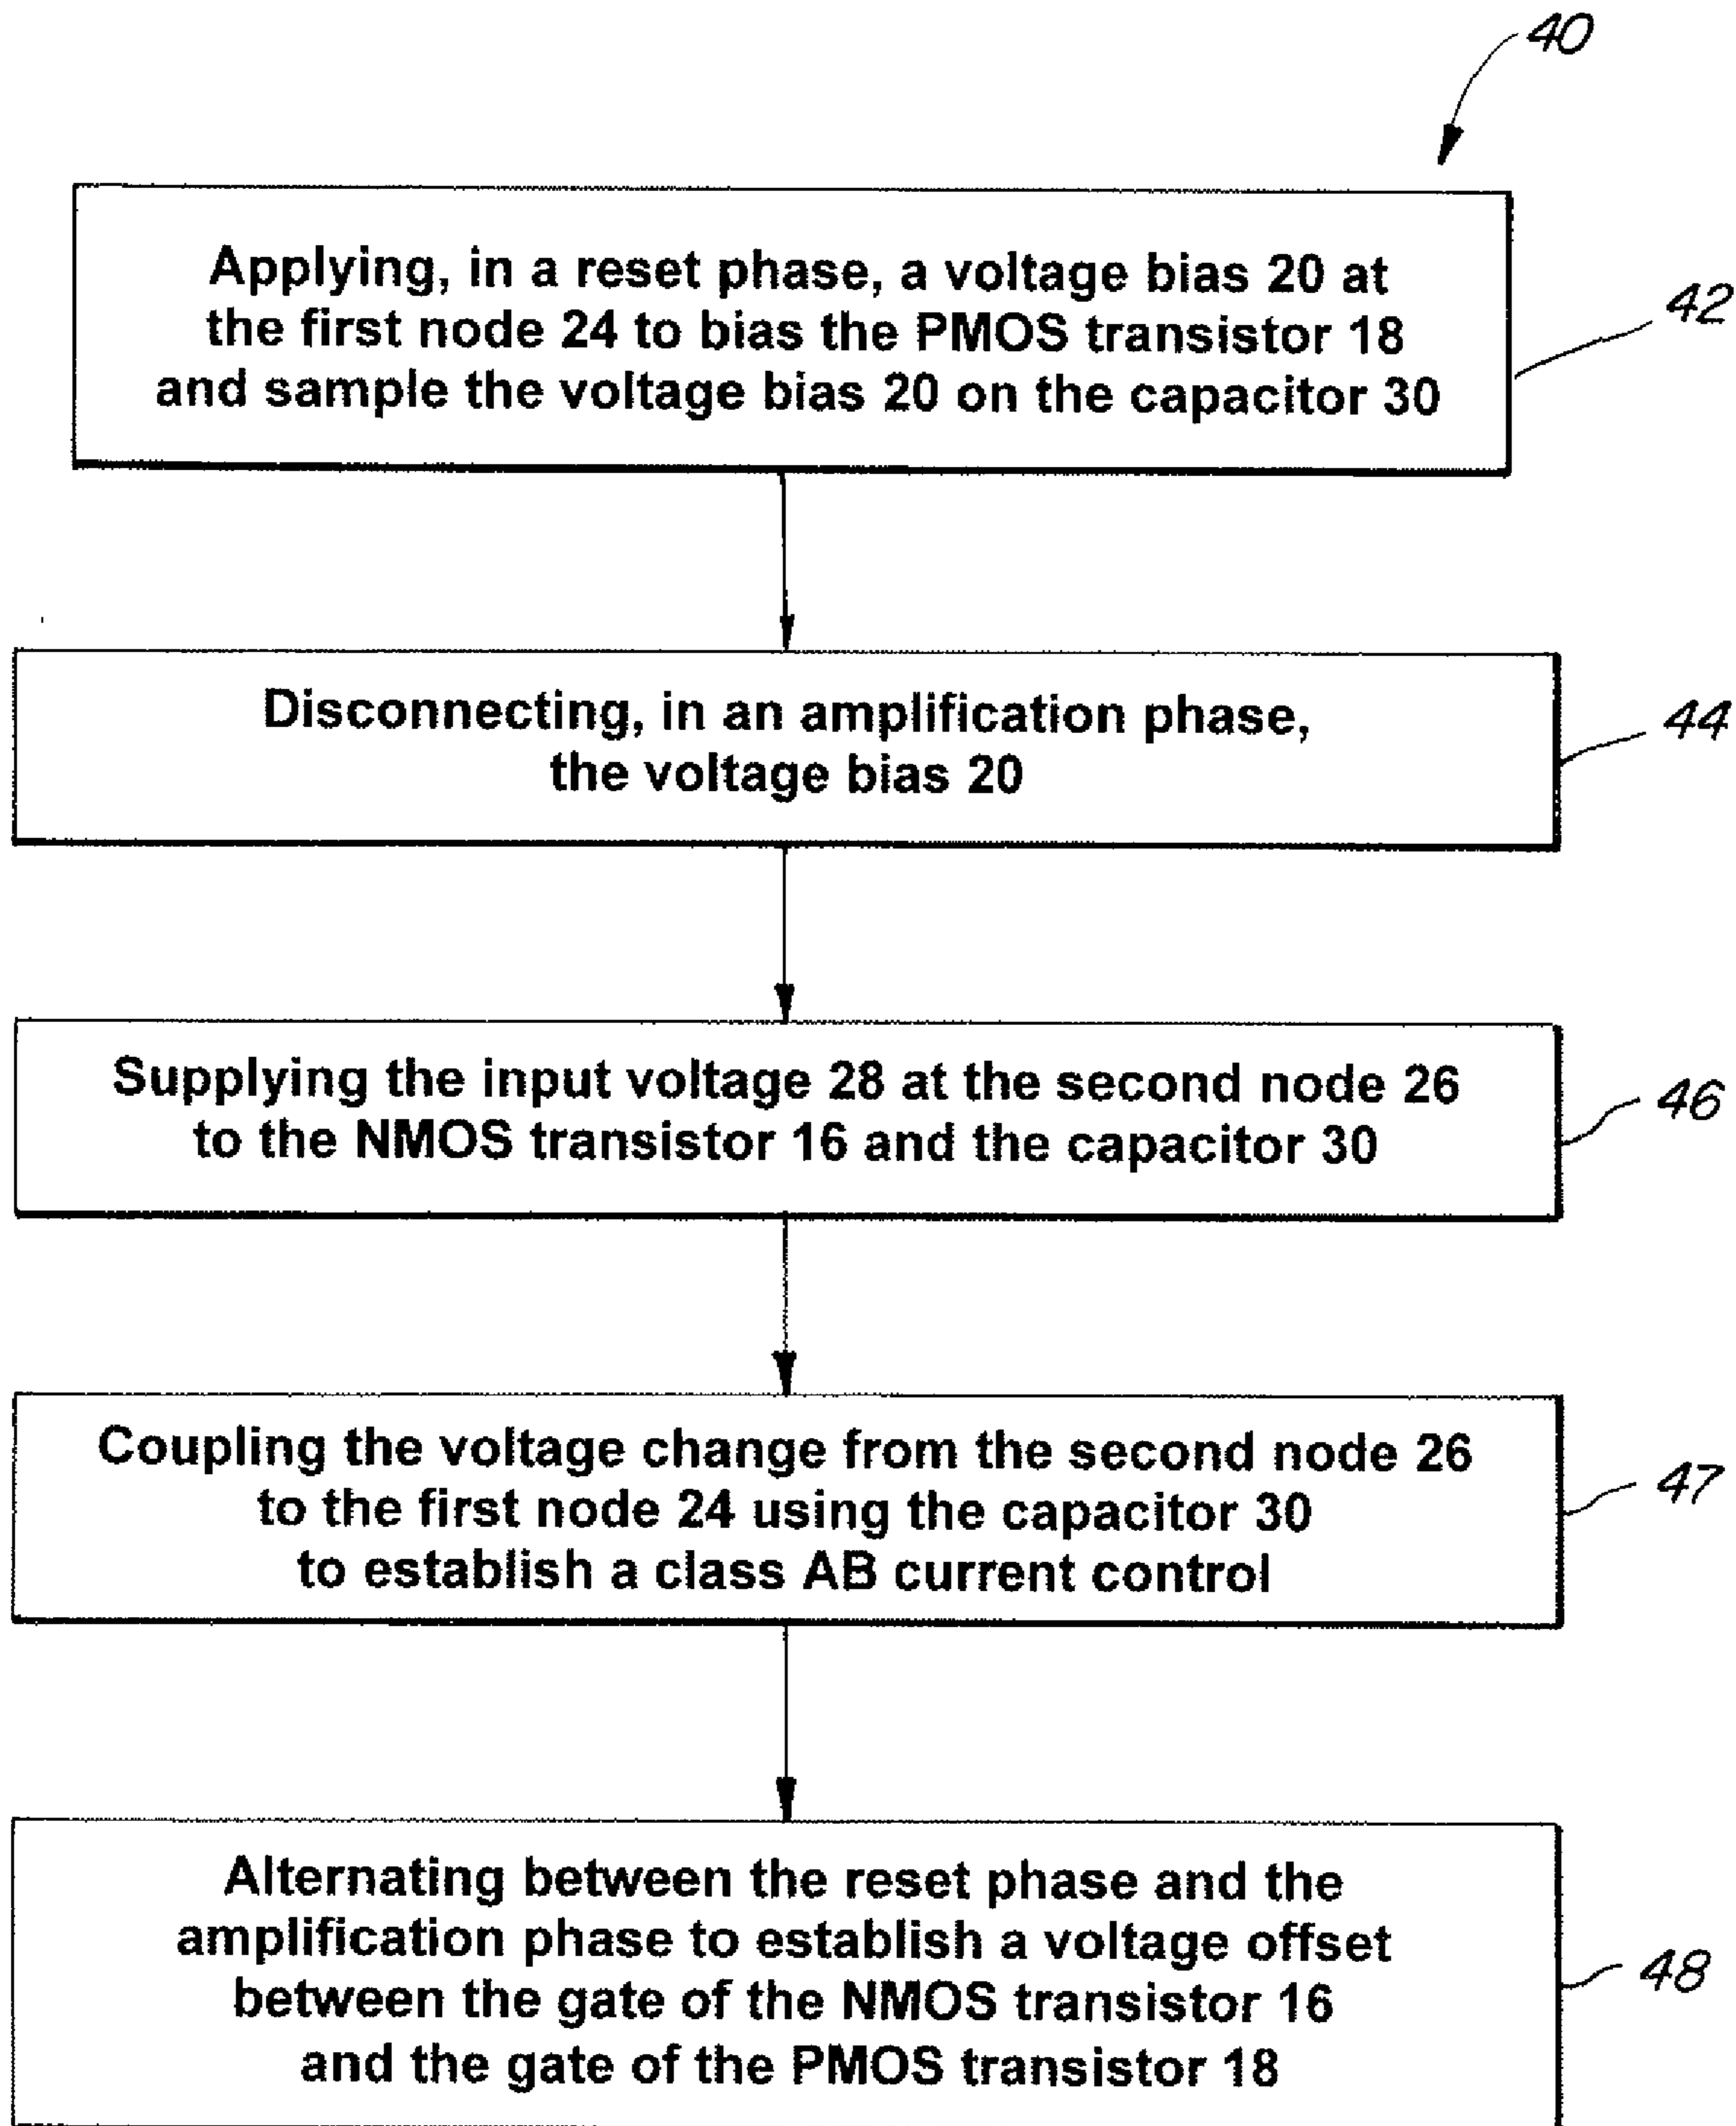 40
Applying, in a reset phase, a voltage bias 20 at
the first node 24 to bias the PMOS transistor 18
and sample the voltage bias 20 on the capacitor 30
42
Disconnecting, in an amplification phase,
the voltage bias 20
44
Supplying the input voltage 28 at the second node 26
to the NMOS transistor 16 and the capacitor 30
46
Coupling the voltage change from the second node 26
to the first node 24 using the capacitor 30
to establish a class AB current control
47
Alternating between the reset phase and the
amplification phase to establish a voltage offset
between the gate of the NMOS transistor 16
and the gate of the PMOS transistor 18
48